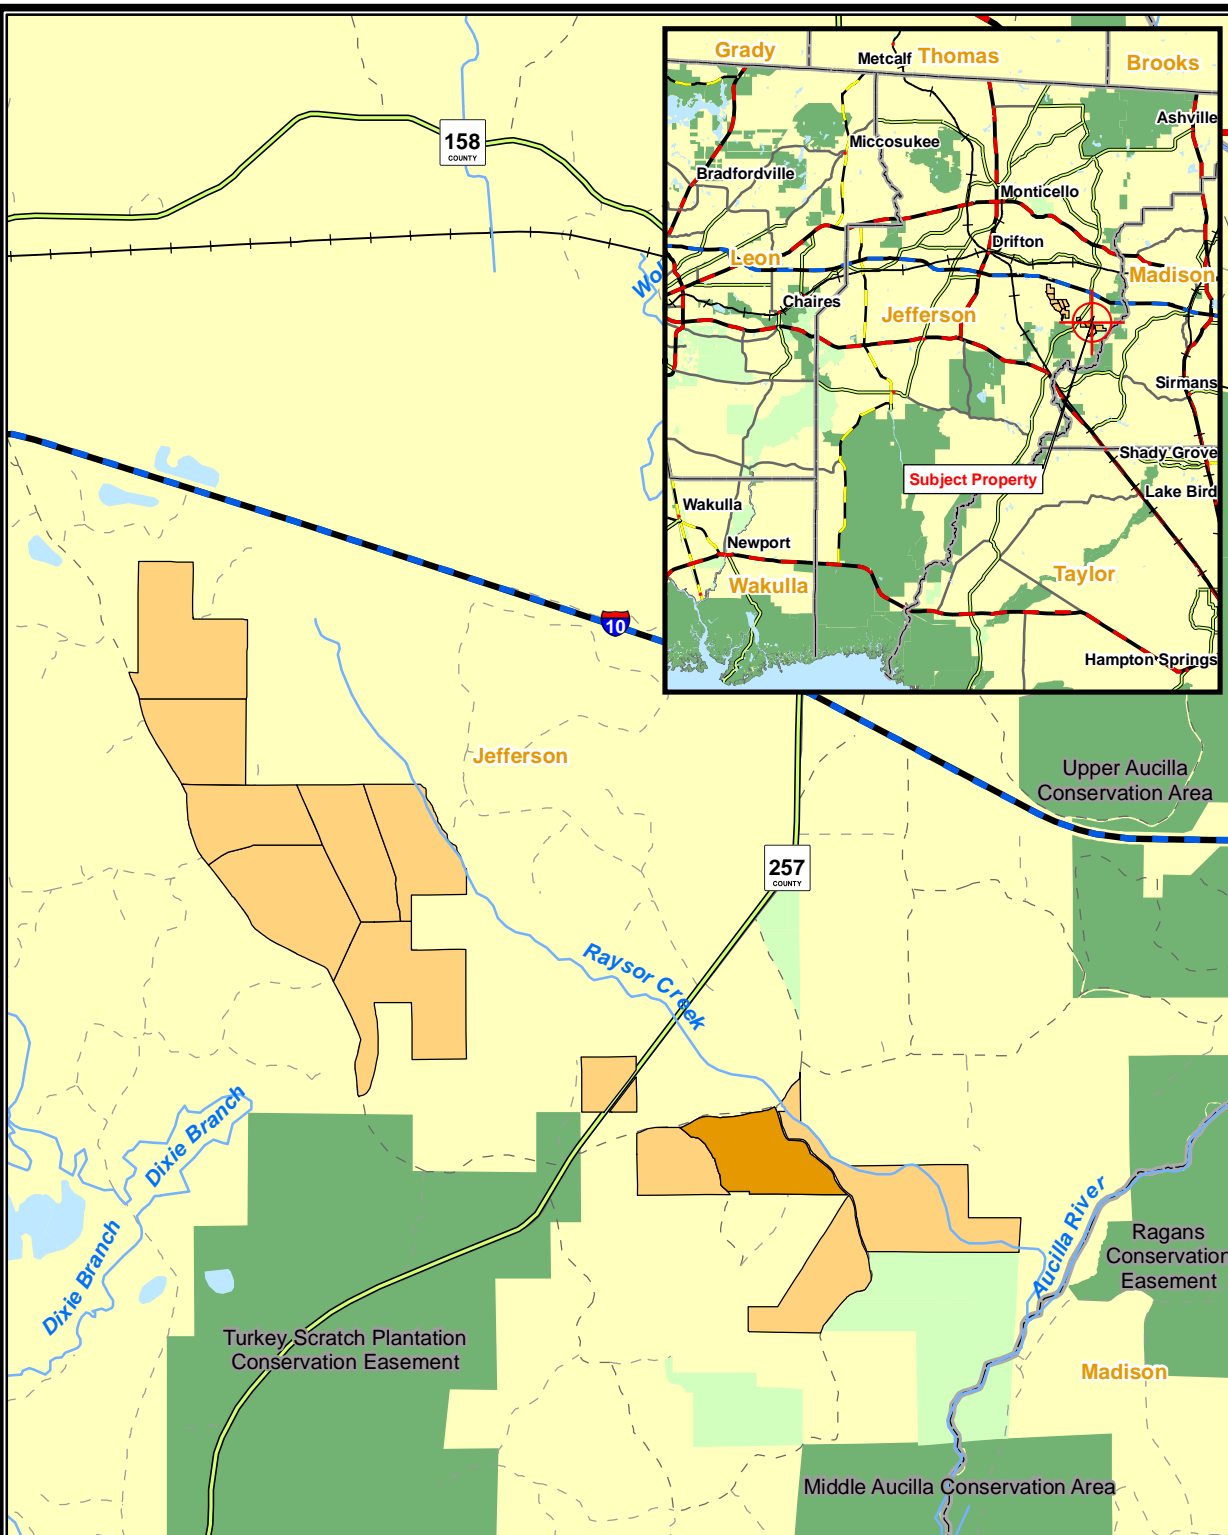 Grady
Metcalf
Thomas
Brooks
Ashville
Miccosukee
Bradfordville
Monticello
Drifton
Leon
Madison
Chaires
Jefferson
Sirmans
Shady Grove
Subject Property
Lake Bird
Wakulla
Newport
Taylor
Wakulla
Hampton Springs
158
COUNTY
10
Jefferson
Upper Aucilla
Conservation Area
257
COUNTY
Raysor Creek
Dixie Branch
Dixie Branch
Aucilla River
Ragans
Conservation
Easement
Turkey Scratch Plantation
Conservation Easement
Madison
Middle Aucilla Conservation Area